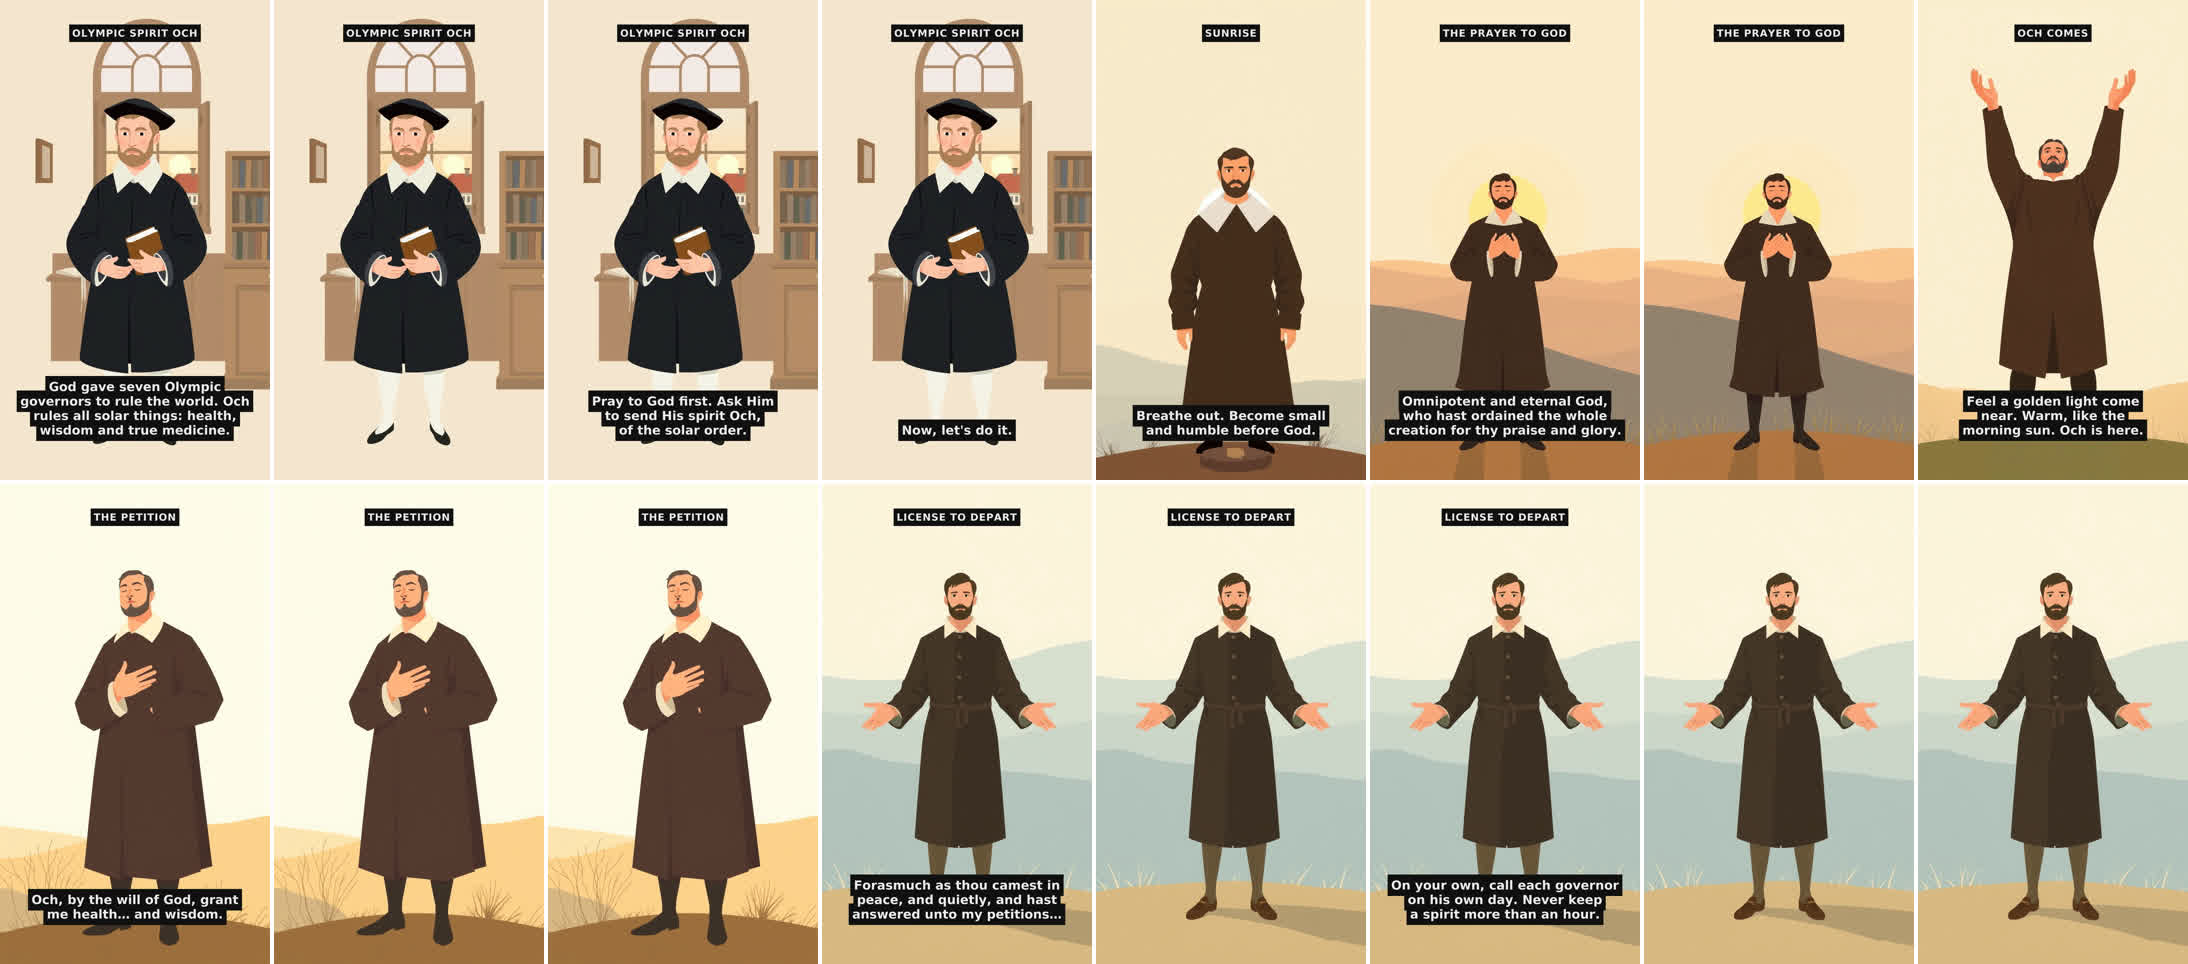 OLYMPIC SPIRIT OCH
God gave seven Olympic
governors to rule the world. Och
rules all solar things: health,
wisdom and true medicine.
OLYMPIC SPIRIT OCH
OLYMPIC SPIRIT OCH
Pray to God first. Ask Him
to send His spirit Och,
of the solar order.
OLYMPIC SPIRIT OCH
Now, let's do it.
SUNRISE
Breathe out. Become small
and humble before God.
THE PRAYER TO GOD
Omnipotent and eternal God,
who hast ordained the whole
creation for thy praise and glory.
THE PRAYER TO GOD
OCH COMES
Feel a golden light come
near. Warm, like the
morning sun. Och is here.
THE PETITION
Och, by the will of God, grant
me health... and wisdom.
THE PETITION
THE PETITION
LICENSE TO DEPART
Forasmuch as thou camest in
peace, and quietly, and hast
answered unto my petitions...
LICENSE TO DEPART
LICENSE TO DEPART
On your own, call each governor
on his own day. Never keep
a spirit more than an hour.